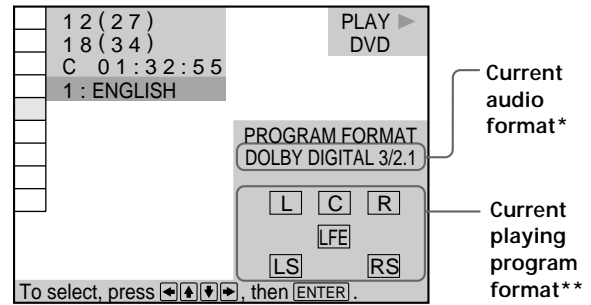 12(27)
18(34)
C 01:32:55
1: ENGLISH
PLAY ▶
DVD
PROGRAM FORMAT
DOLBY DIGITAL 3/2.1
L C R
LFE
LS RS
To select, press ←↑↓→, then ENTER.
Current
audio
format*
Current
playing
program
format**